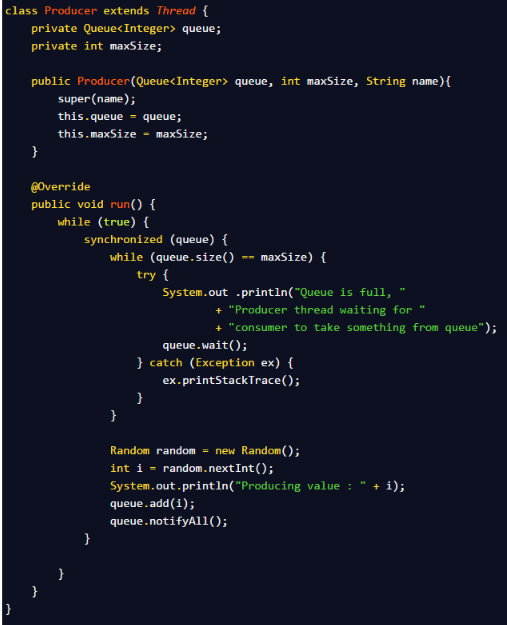 class Producer extends Thread {
    private Queue<Integer> queue;
    private int maxSize;

    public Producer(Queue<Integer> queue, int maxSize, String name){
        super(name);
        this.queue = queue;
        this.maxSize = maxSize;
    }

    @Override
    public void run() {
        while (true) {
            synchronized (queue) {
                while (queue.size() == maxSize) {
                    try {
                        System.out .println("Queue is full, "
                                + "Producer thread waiting for "
                                + "consumer to take something from queue");
                        queue.wait();
                    } catch (Exception ex) {
                        ex.printStackTrace();
                    }
                }

                Random random = new Random();
                int i = random.nextInt();
                System.out.println("Producing value : " + i);
                queue.add(i);
                queue.notifyAll();
            }

        }
    }
}